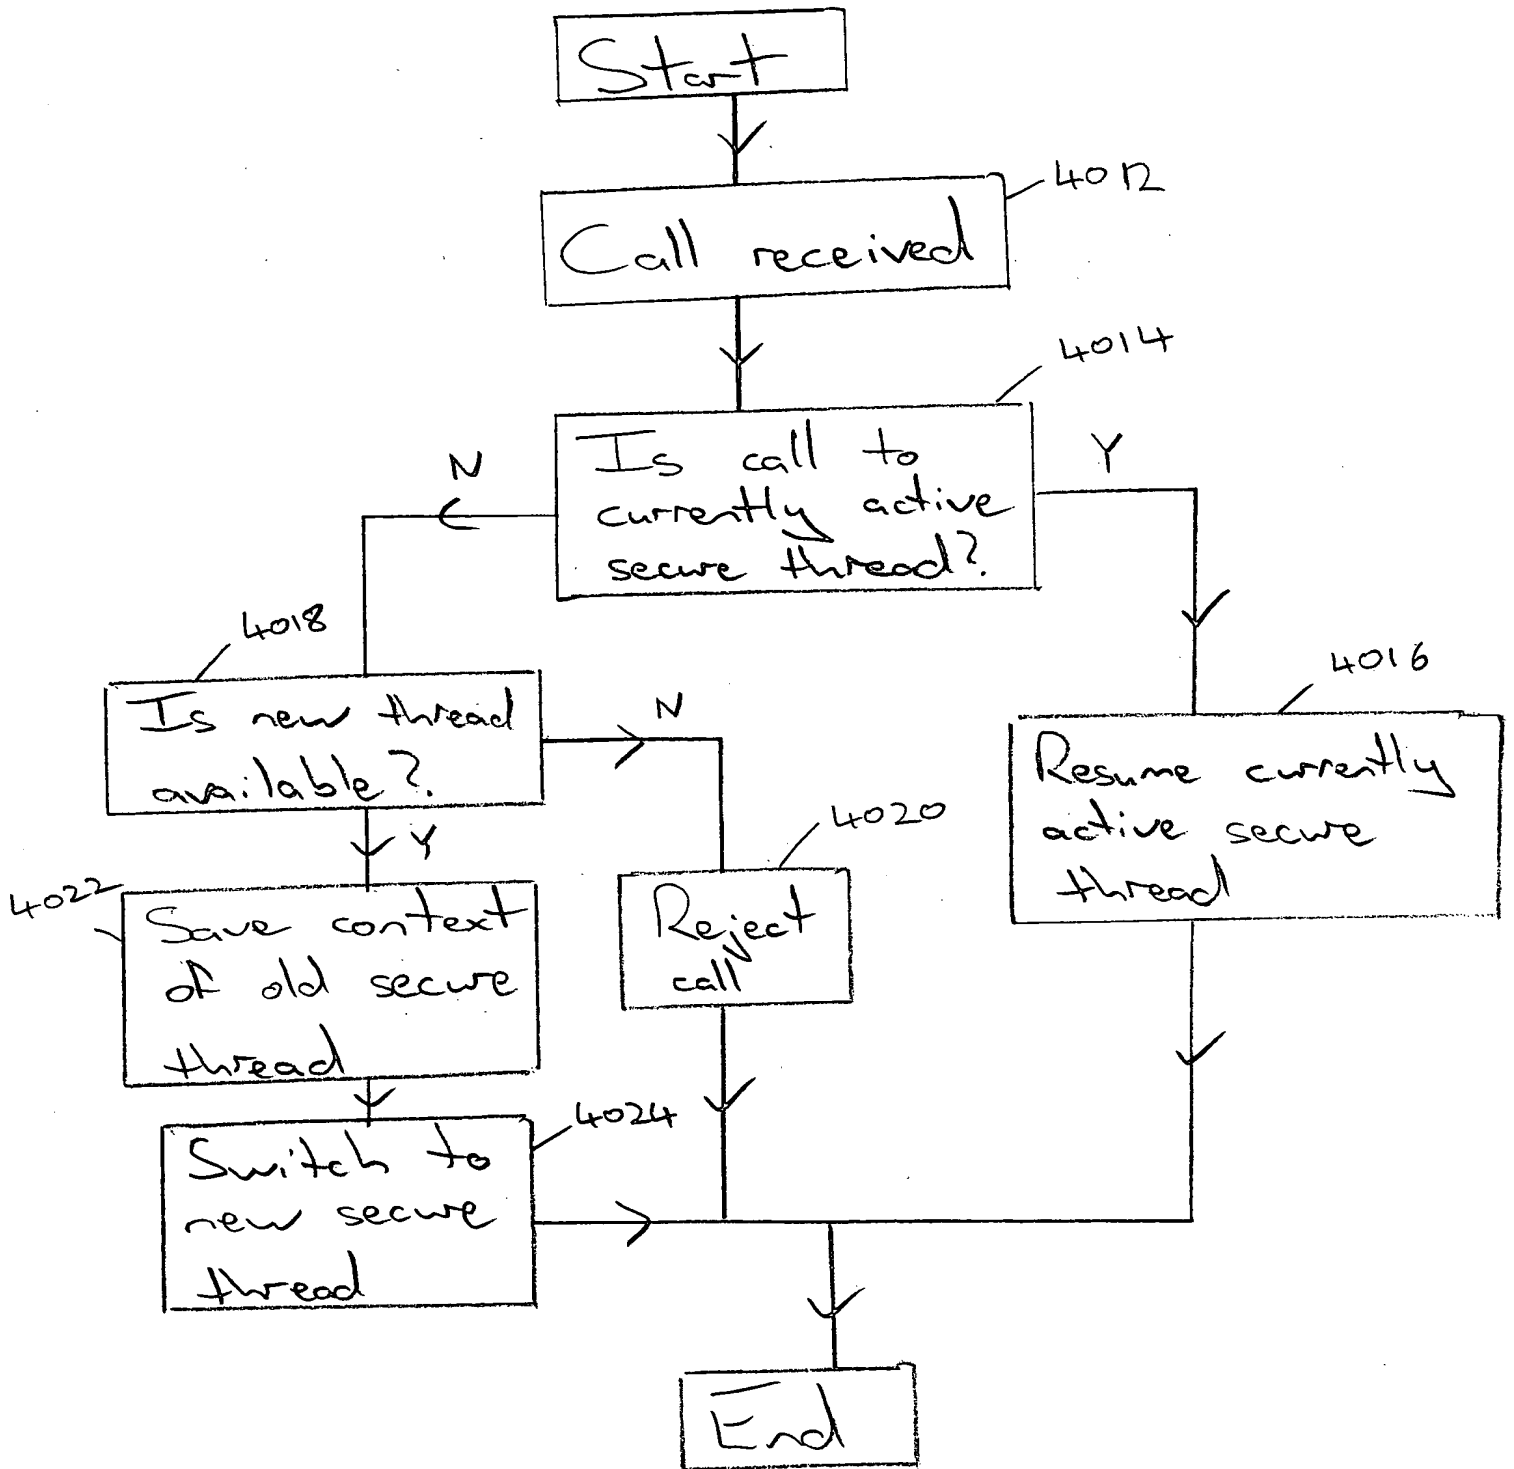 Start
4012
Call received
4014
N
Y
Is call to
currently active
secure thread?
4018
4016
Is new thread
available?
N
Y
Resume currently
active secure
thread
4020
4022
Save context
of old secure
thread
Reject
call
4024
Switch to
new secure
thread
End